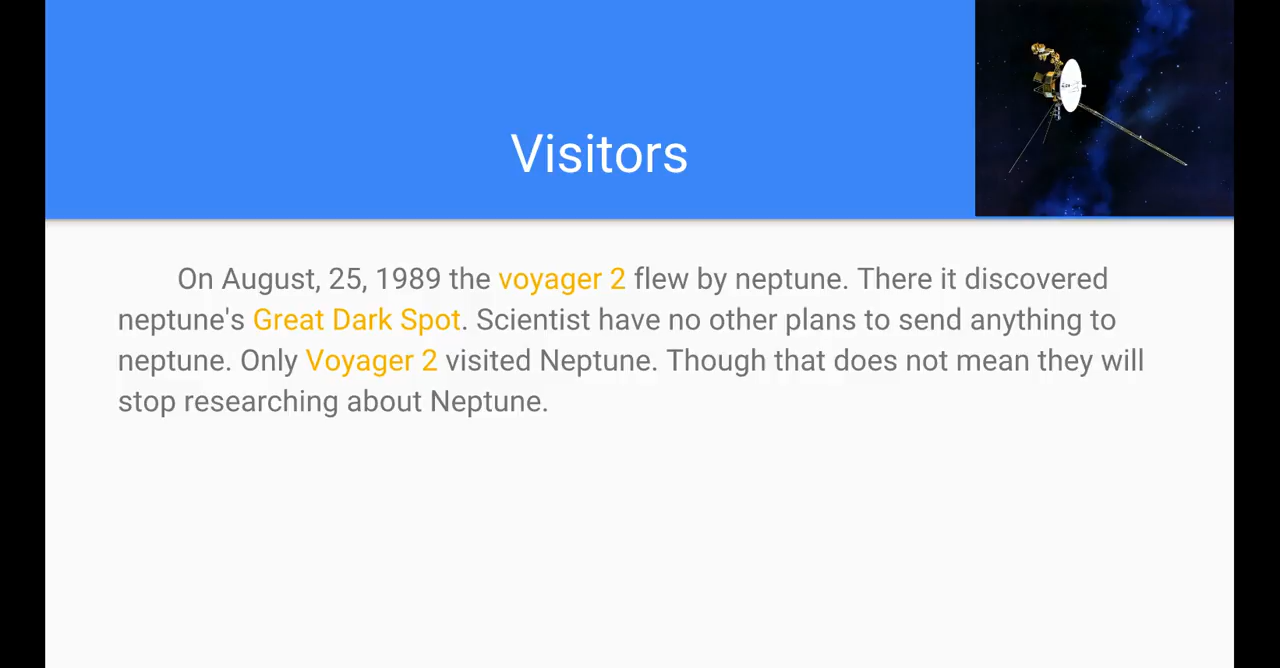 Visitors
On August, 25, 1989 the voyager 2 flew by neptune. There it discovered
neptune's Great Dark Spot. Scientist have no other plans to send anything to
neptune. Only Voyager 2 visited Neptune. Though that does not mean they will
stop researching about Neptune.